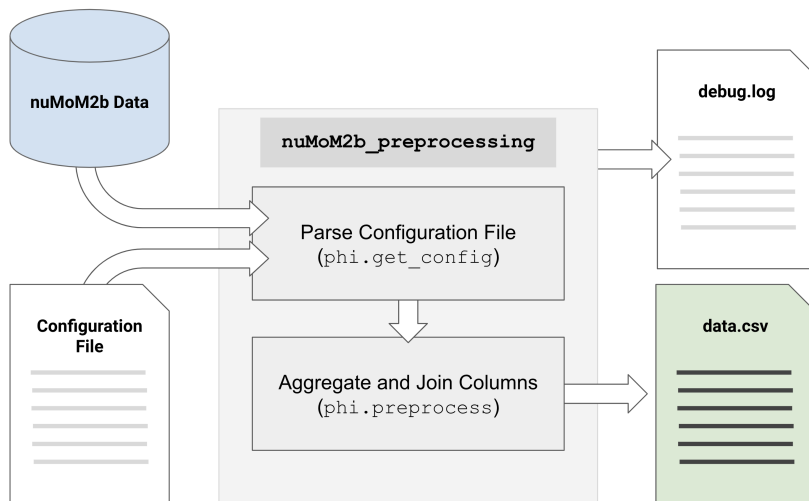 nuMoM2b Data
debug.log
nuMoM2b_preprocessing
Parse Configuration File
(phi.get_config)
Configuration
File
data.csv
Aggregate and Join Columns
(phi.preprocess)